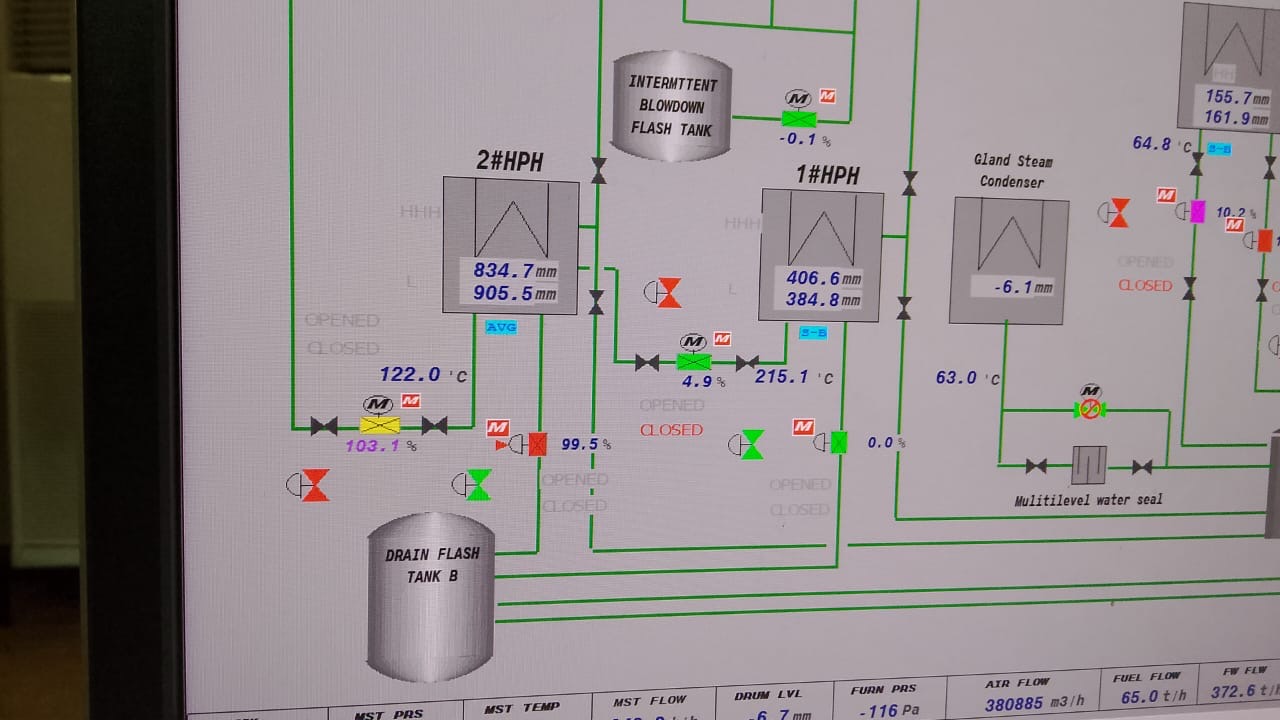 INTERMTTENT
BLOWDOWN
FLASH TANK
M
M
-0.1 %
HH
155.7 mm
161.9 mm
64.8 °C
S-B
2#HPH
HHH
L
834.7 mm
905.5 mm
AVG
1#HPH
HHH
L
406.6 mm
384.8 mm
S-B
Gland Steam
Condenser
-6.1 mm
M
10.2 %
M
OPENED
CLOSED
OPENED
CLOSED
122.0 °C
M
M
103.1 %
M
M
4.9 %
215.1 °C
OPENED
CLOSED
63.0 °C
M
M
99.5 %
OPENED
CLOSED
M
0.0 %
OPENED
CLOSED
Mulitilevel water seal
DRAIN FLASH
TANK B
MST PRS
MST TEMP
MST FLOW
DRUM LVL
-6.7 mm
FURN PRS
-116 Pa
AIR FLOW
380885 m3/h
FUEL FLOW
65.0 t/h
FW FLW
372.6 t/h